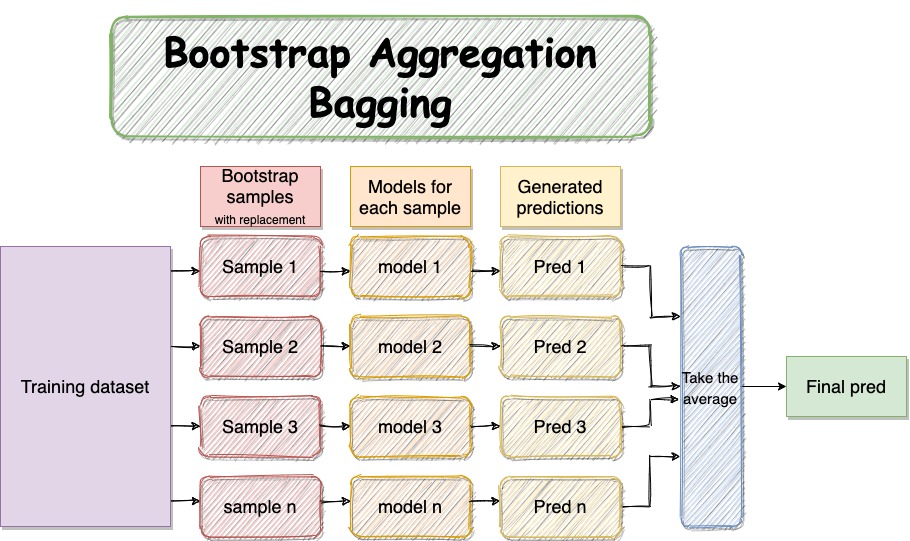 Bootstrap Aggregation
Bagging
Bootstrap
samples
with replacement
Models for
each sample
Generated
predictions
Training dataset
Sample 1
model 1
Pred 1
Sample 2
model 2
Pred 2
Sample 3
model 3
Pred 3
sample n
model n
Pred n
Take the
average
Final pred